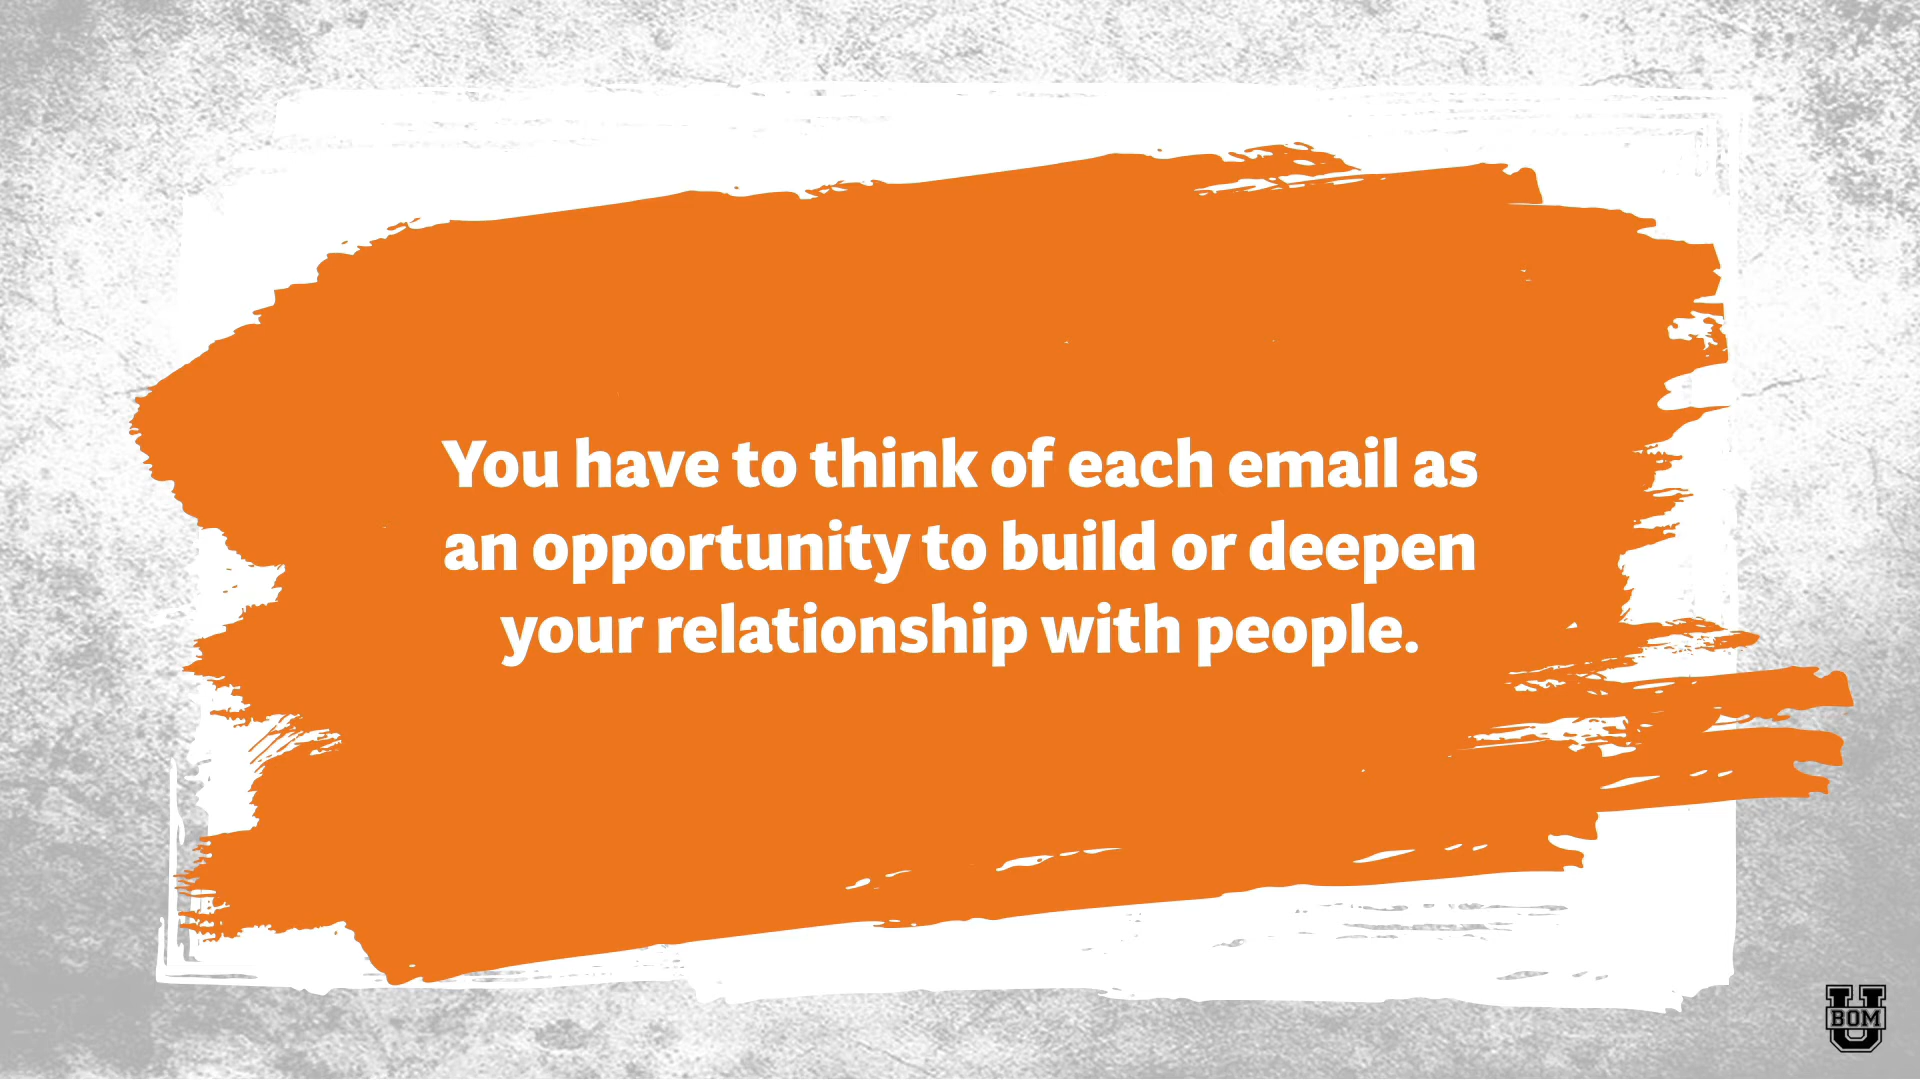 You have to think of each email as
an opportunity to build or deepen
your relationship with people.
U
BOM